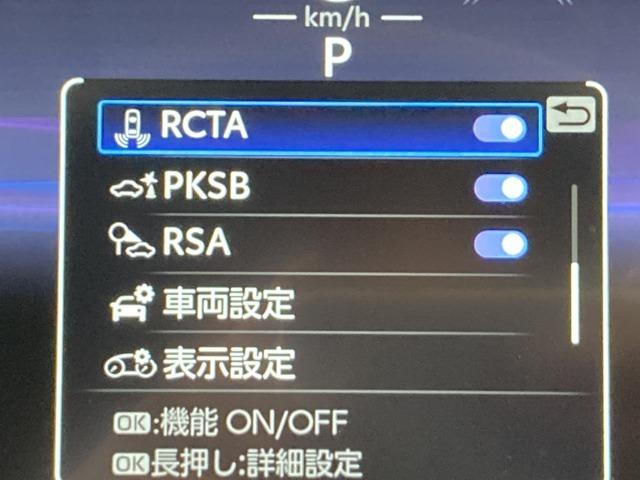 km/h
P
RCTA
PKSB
RSA
車両設定
表示設定
OK:機能 ON/OFF
OK長押し:詳細設定